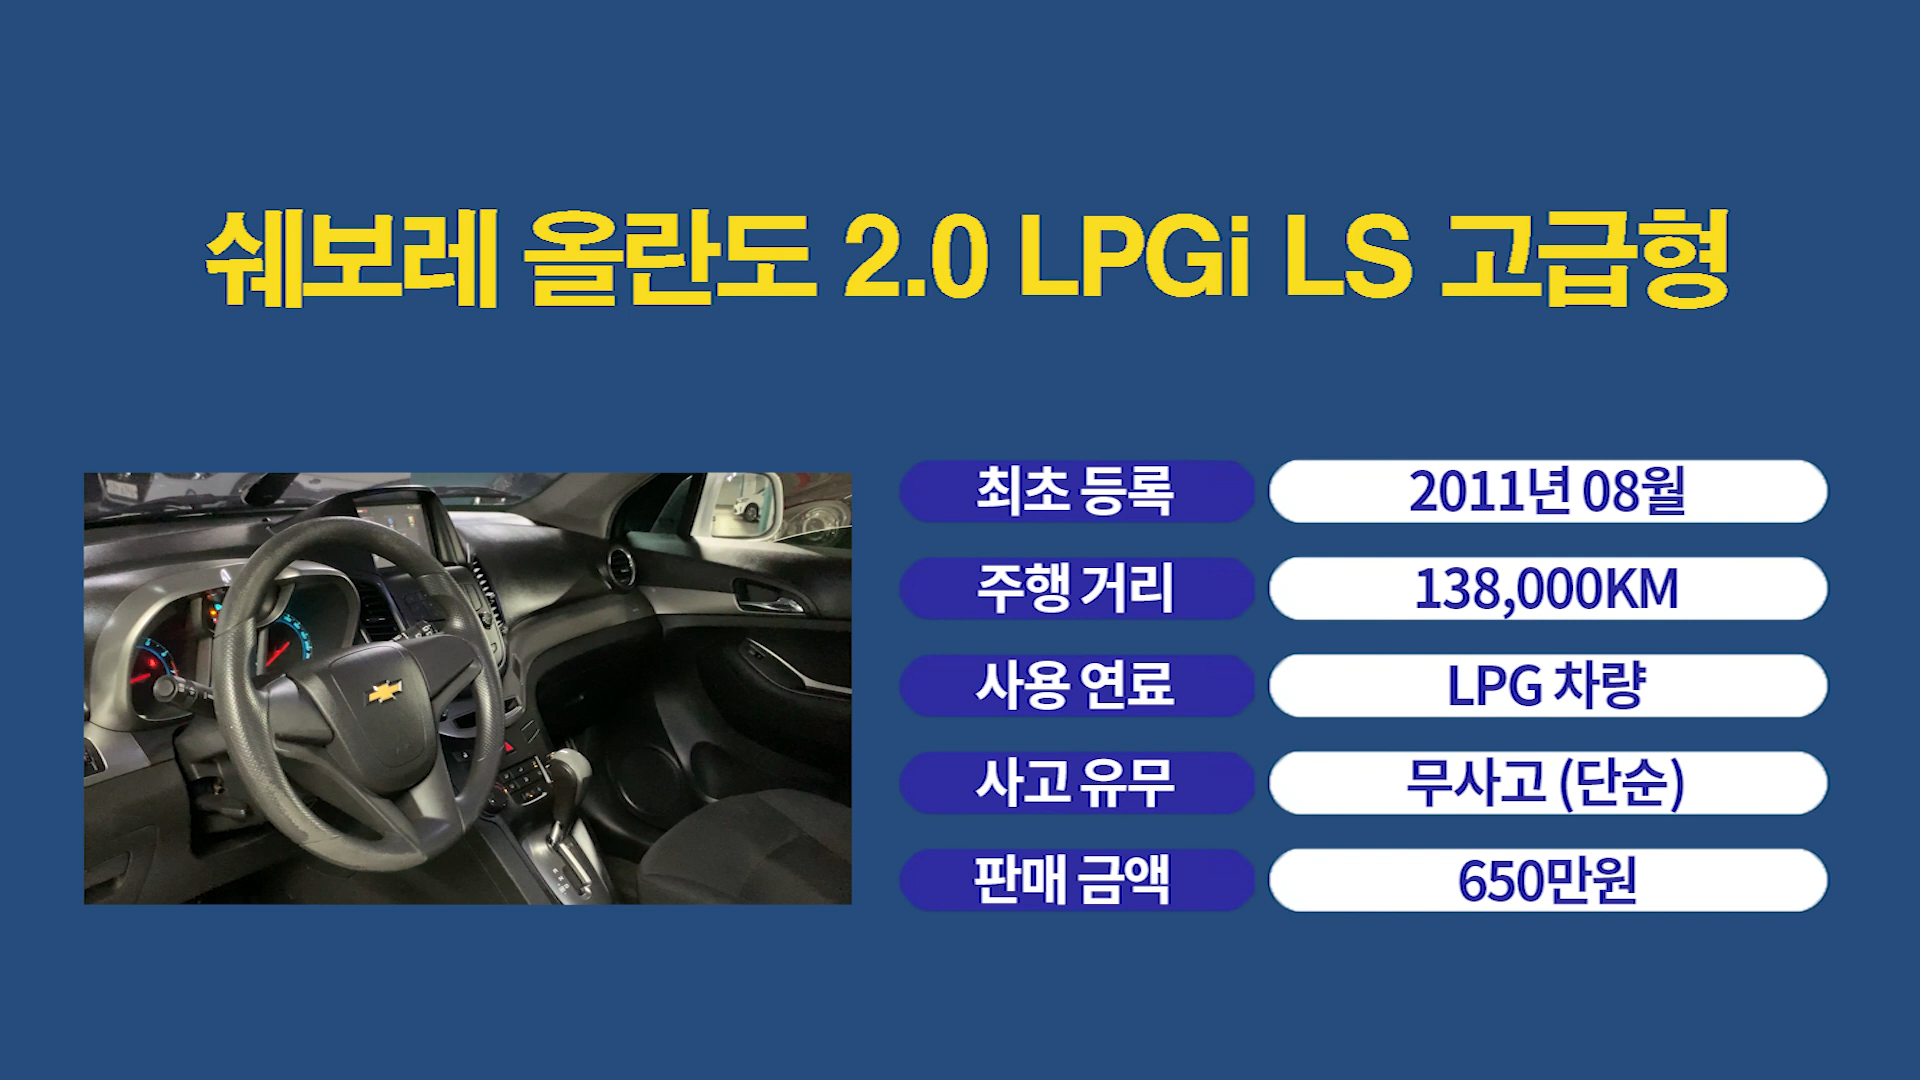 쉐보레 올란도 2.0 LPGi LS 고급형
최초 등록 2011년 08월
주행 거리 138,000KM
사용 연료 LPG 차량
사고 유무 무사고 (단순)
판매 금액 650만원